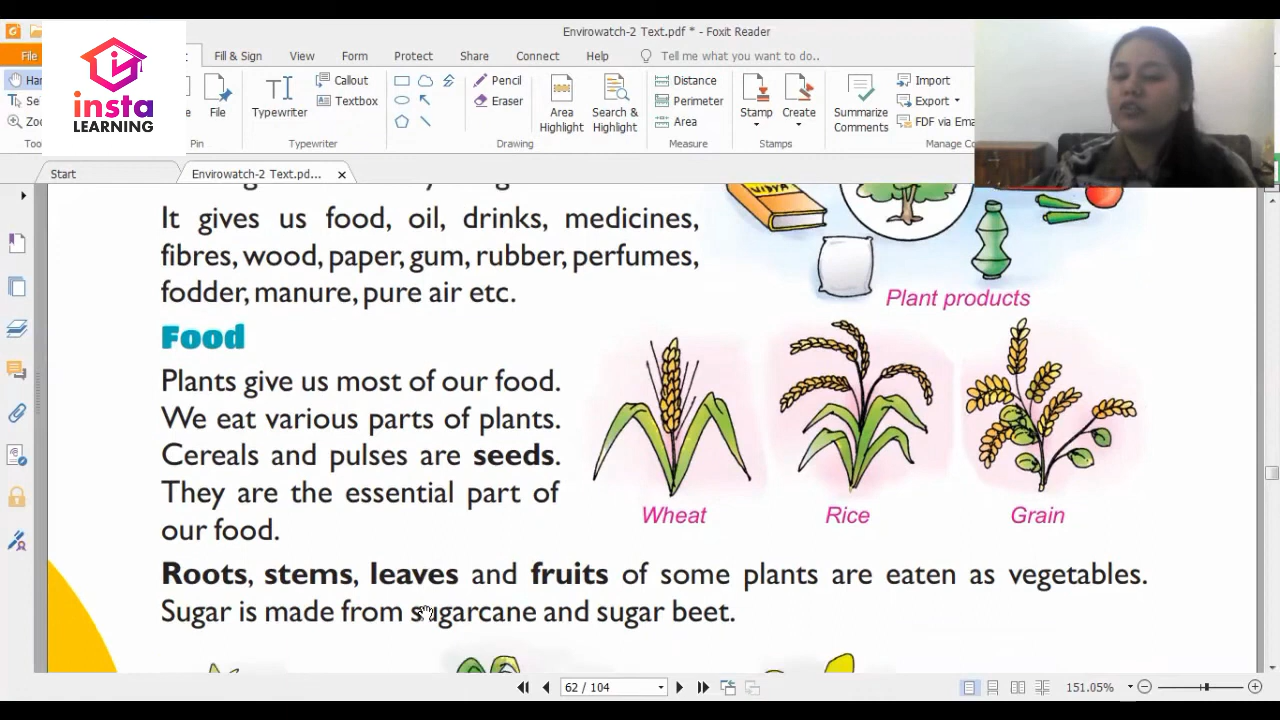 Envirowatch-2 Text.pdf * - Foxit Reader
insta
LEARNING
File
Fill & Sign
View
Form
Protect
Share
Connect
Help
Tell me what you want to do..
File
Typewriter
Callout
Textbox
Pencil
Eraser
Area
Highlight
Search &
Highlight
Distance
Perimeter
Area
Stamp
Create
Summarize
Comments
Import
Export
FDF via Ema
Pin
Typewriter
Drawing
Measure
Stamps
Manage Co
Start
Envirowatch-2 Text.pd...
VIDYA
It gives us food, oil, drinks, medicines,
fibres, wood, paper, gum, rubber, perfumes,
fodder, manure, pure air etc.
Plant products
Food
Plants give us most of our food.
We eat various parts of plants.
Cereals and pulses are seeds.
They are the essential part of
our food.
Wheat
Rice
Grain
Roots, stems, leaves and fruits of some plants are eaten as vegetables.
Sugar is made from sugarcane and sugar beet.
62 / 104
151.05%